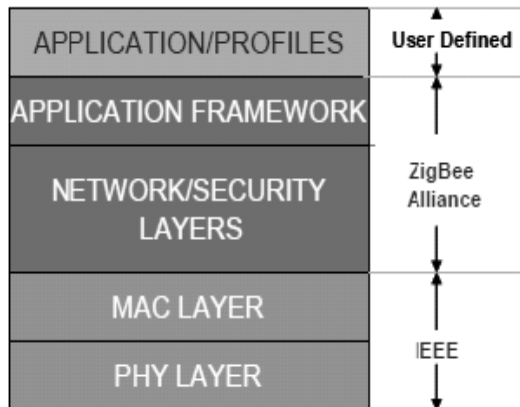 APPLICATION/PROFILES
User Defined
APPLICATION FRAMEWORK
NETWORK/SECURITY
LAYERS
ZigBee
Alliance
MAC LAYER
IEEE
PHY LAYER